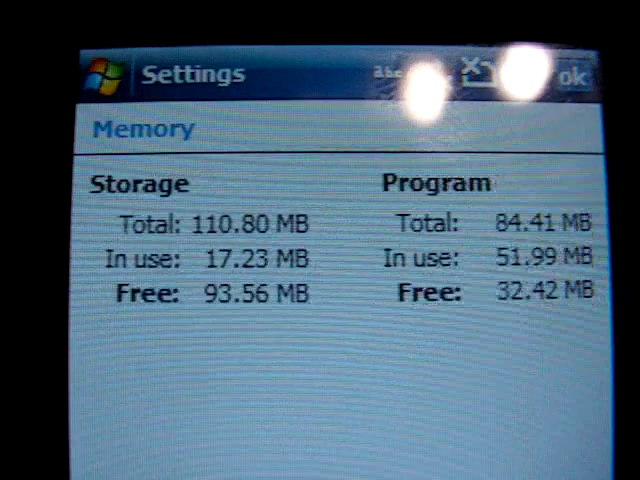 Settings abc ok
Memory
Storage Program
Total: 110.80 MB Total: 84.41 MB
In use: 17.23 MB In use: 51.99 MB
Free: 93.56 MB Free: 32.42 MB